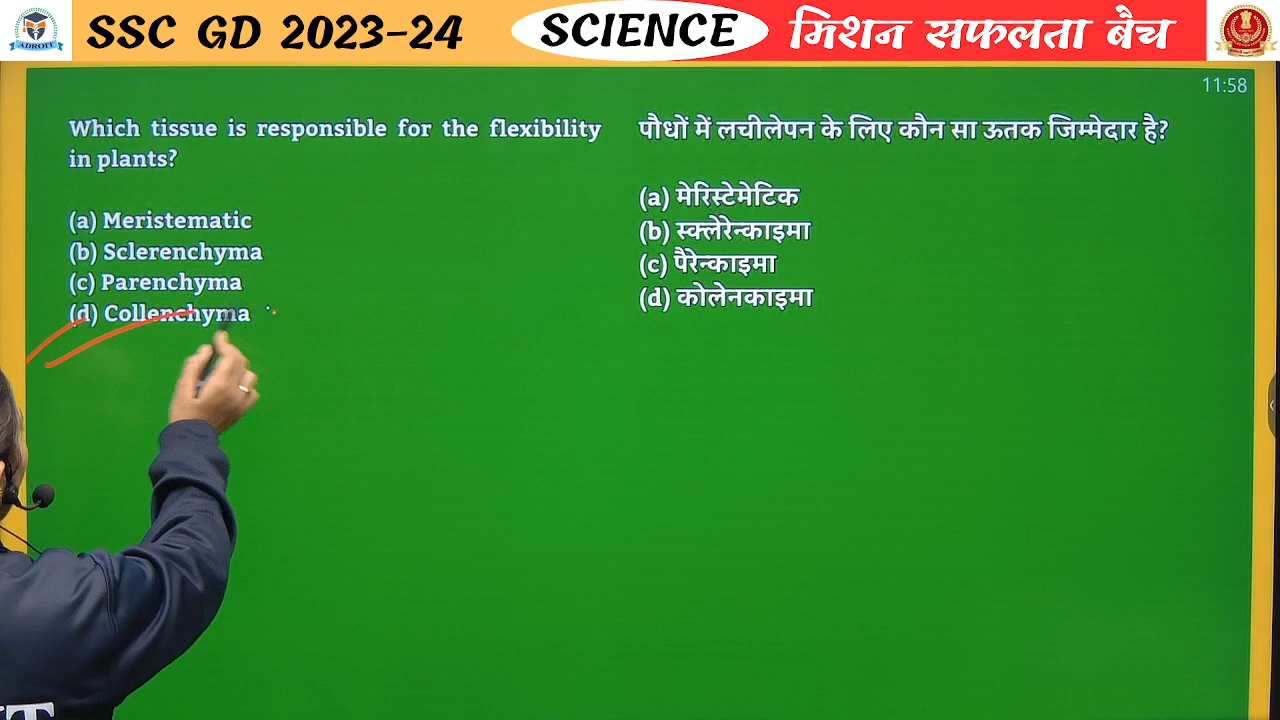 ADROIT
SSC GD 2023-24
SCIENCE
मिशन सफलता बैच
11:58
Which tissue is responsible for the flexibility
in plants?
(a) Meristematic
(b) Sclerenchyma
(c) Parenchyma
(d) Collenchyma
पौधों में लचीलेपन के लिए कौन सा ऊतक जिम्मेदार है?
(a) मेरिस्टेमेटिक
(b) स्क्लेरेन्काइमा
(c) पैरेन्काइमा
(d) कोलेनकाइमा